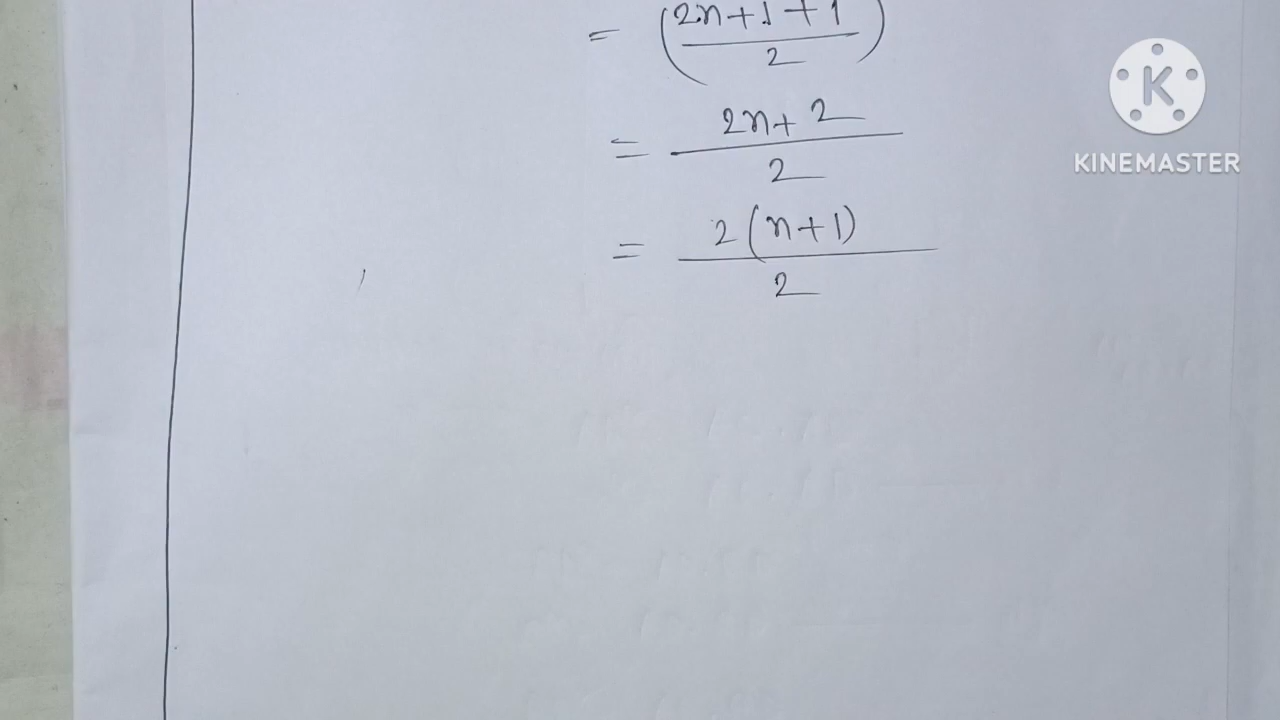 = (2n+1+1/2)
= 2n+2/2
= 2(n+1)/2
K
KINEMASTER